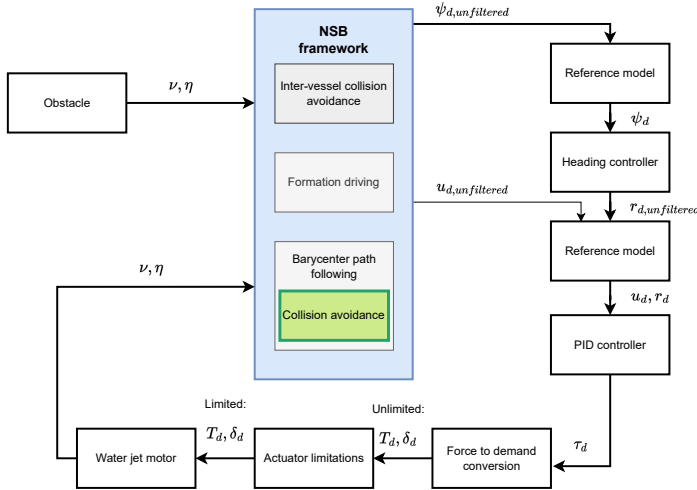 NSB
framework
Inter-vessel collision
avoidance
Formation driving
Barycenter path
following
Collision avoidance
Obstacle
ν, η
ν, η
ψ_{d,unfiltered}
Reference model
ψ_d
Heading controller
u_{d,unfiltered}
r_{d,unfiltered}
Reference model
u_d, r_d
PID controller
τ_d
Force to demand
conversion
Unlimited:
T_d, δ_d
Actuator limitations
Limited:
T_d, δ_d
Water jet motor